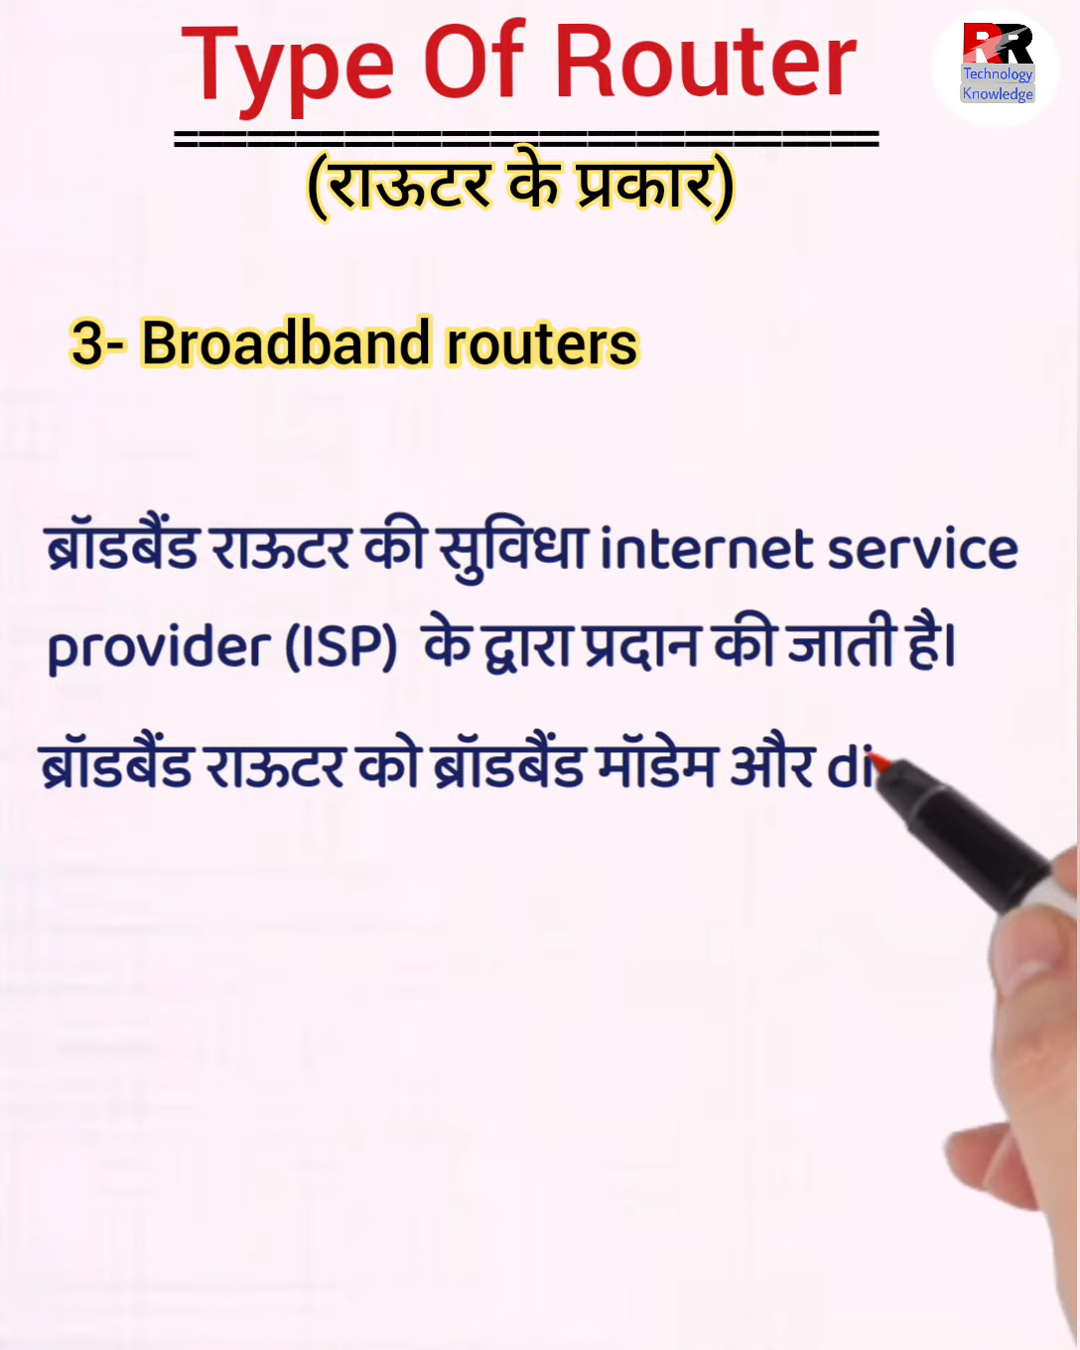 Type Of Router
RR
Technology
Knowledge
(राऊटर के प्रकार)
3- Broadband routers
ब्रॉडबैंड राऊटर की सुविधा internet service
provider (ISP) के द्वारा प्रदान की जाती है।
ब्रॉडबैंड राऊटर को ब्रॉडबैंड मॉडेम और di